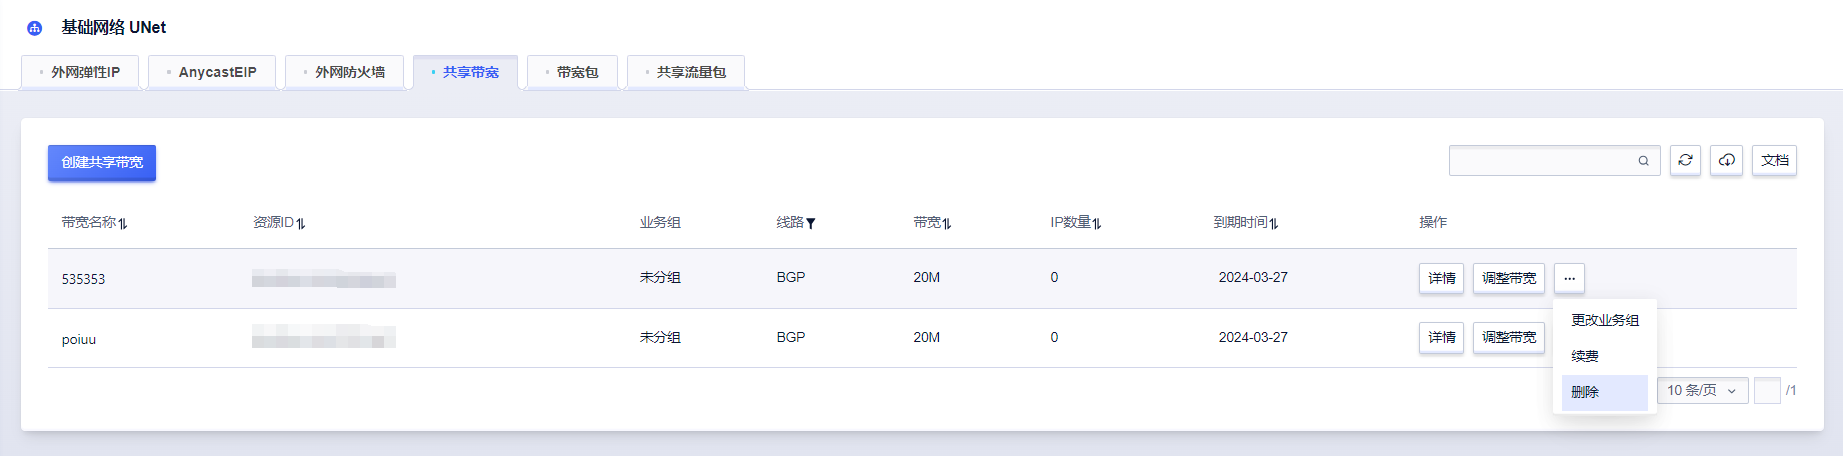 基础网络 UNet
外网弹性IP AnycastEIP 外网防火墙 共享带宽 带宽包 共享流量包
创建共享带宽 文档
带宽名称 资源ID 业务组 线路 带宽 IP数量 到期时间 操作
535353 未分组 BGP 20M 0 2024-03-27 详情 调整带宽 ...
poiuu 未分组 BGP 20M 0 2024-03-27 详情 调整带宽
更改业务组
续费
删除
10 条/页 /1